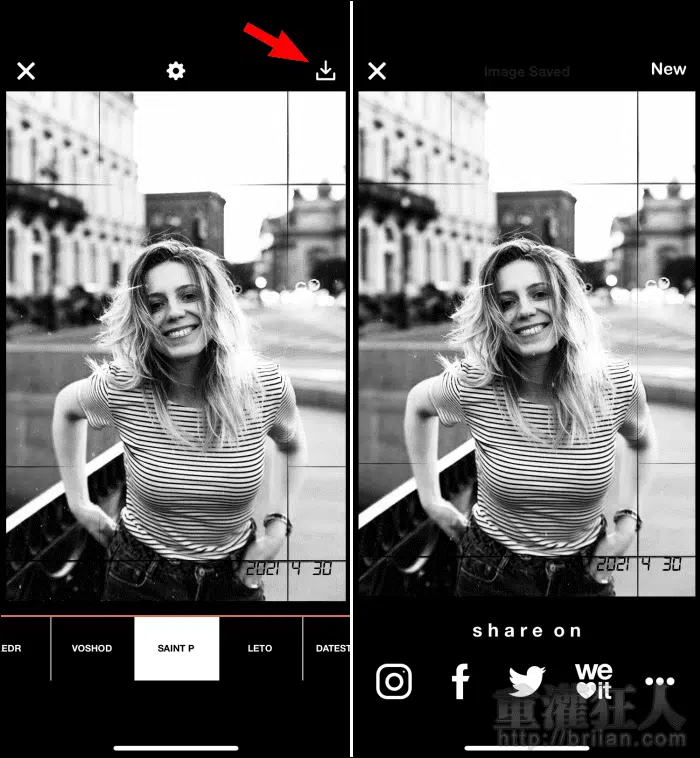 2021 4 30
EDR
VOSHOD
SAINT P
LETO
DATEST
Image Saved
New
2021 4 30
share on
we
it
重灌狂人
http://briian.com